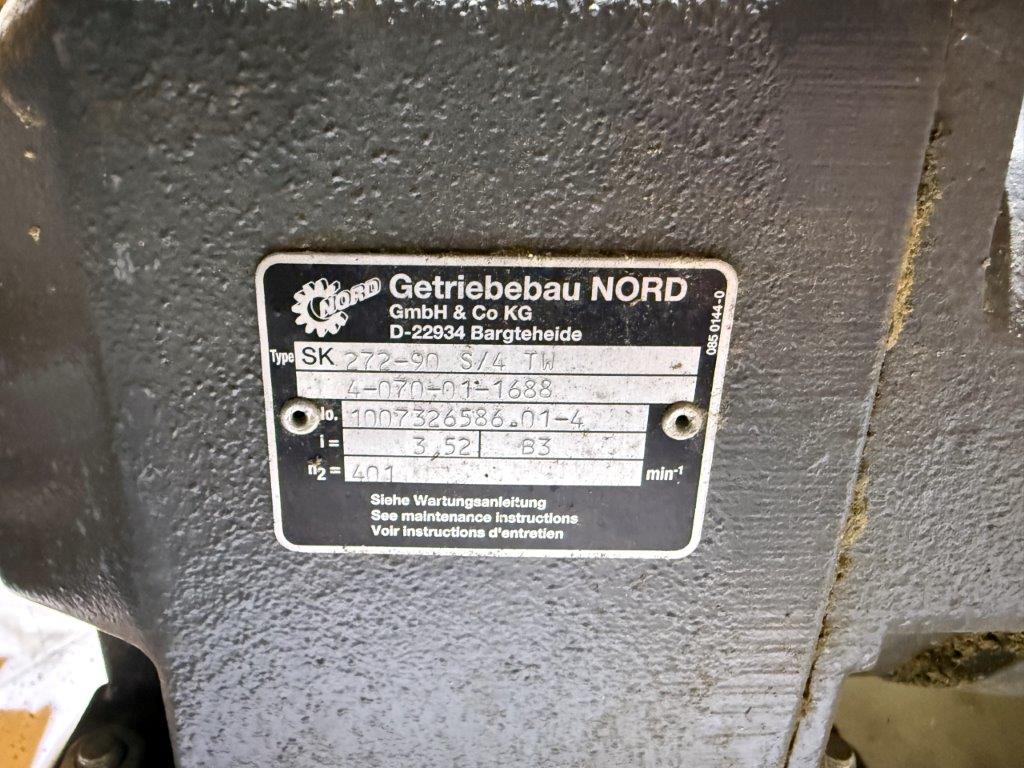 NORD
Getriebebau NORD
GmbH & Co KG
D-22934 Bargteheide
085 0144-0
Type SK 272-90 S/4 TW
4-070-01-1688
No. 1007326586.01-4
i= 3,52 B3
n2= 401 min-1
Siehe Wartungsanleitung
See maintenance instructions
Voir instructions d'entretien